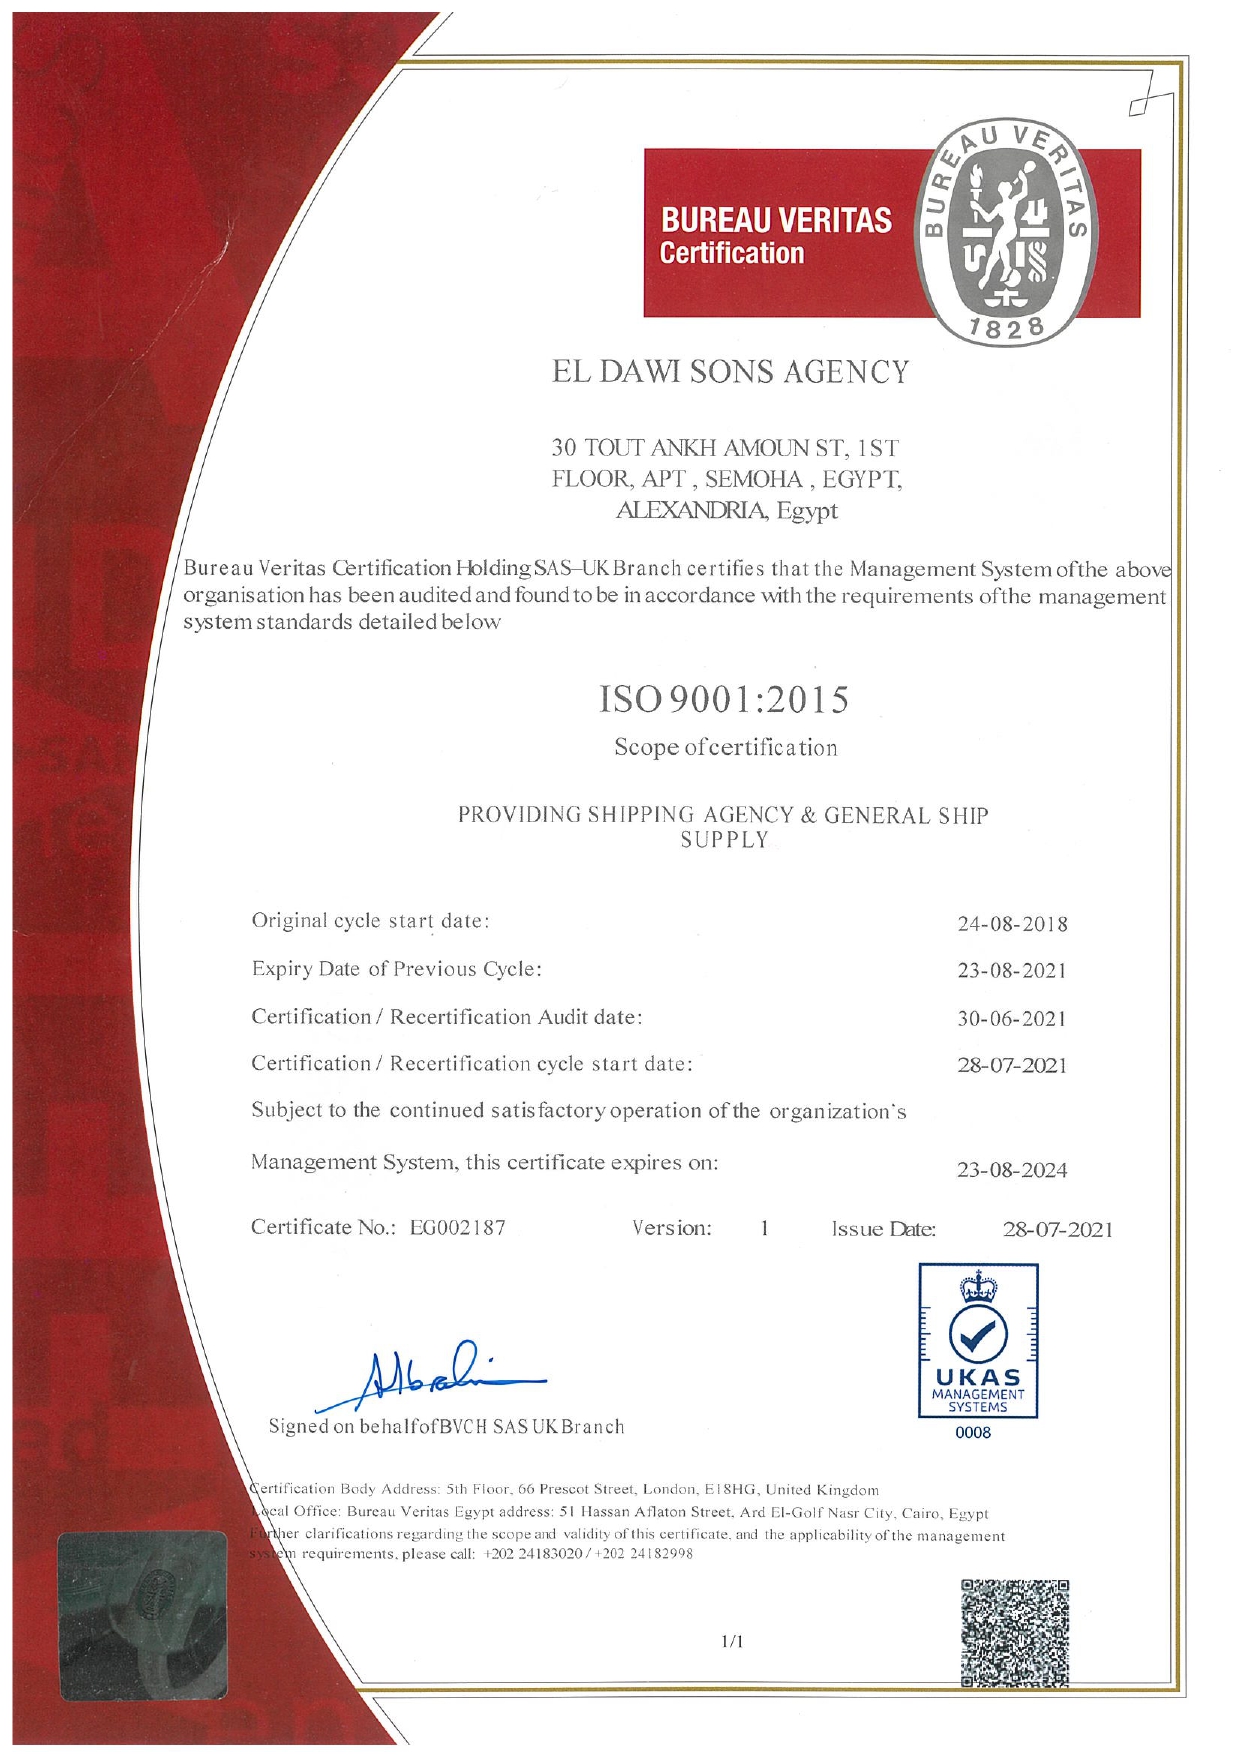 BUREAU VERITAS
Certification
BUREAU VERITAS
1828
EL DAWI SONS AGENCY
30 TOUT ANKH AMOUN ST, 1ST
FLOOR, APT , SEMOHA , EGYPT,
ALEXANDRIA, Egypt
Bureau Veritas Certification Holding SAS–UK Branch certifies that the Management System of the above
organisation has been audited and found to be in accordance with the requirements of the management
system standards detailed below
ISO 9001:2015
Scope of certification
PROVIDING SHIPPING AGENCY & GENERAL SHIP
SUPPLY
Original cycle start date: 24-08-2018
Expiry Date of Previous Cycle: 23-08-2021
Certification / Recertification Audit date: 30-06-2021
Certification / Recertification cycle start date: 28-07-2021
Subject to the continued satisfactory operation of the organization`s
Management System, this certificate expires on: 23-08-2024
Certificate No.: EG002187 Version: 1 Issue Date: 28-07-2021
UKAS
MANAGEMENT
SYSTEMS
0008
Signed on behalf of BVCH SAS UK Branch
Certification Body Address: 5th Floor, 66 Prescot Street, London, E1 8HG, United Kingdom
Local Office: Bureau Veritas Egypt address: 51 Hassan Aflaton Street, Ard El-Golf Nasr City, Cairo, Egypt
Further clarifications regarding the scope and validity of this certificate, and the applicability of the management
system requirements, please call: +202 24183020 / +202 24182998
1/1